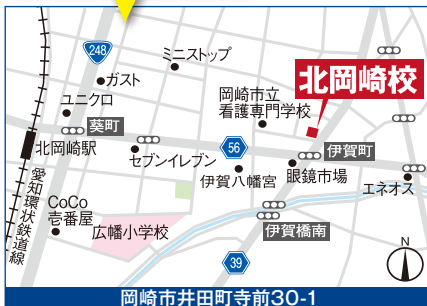 248
ミニストップ
ガスト
北岡崎校
ユニクロ
岡崎市立
看護専門学校
葵町
北岡崎駅
セブンイレブン
56
伊賀町
伊賀八幡宮
眼鏡市場
エネオス
愛知環状鉄道線
CoCo
壱番屋
広幡小学校
伊賀橋南
39
N
岡崎市井田町寺前30-1